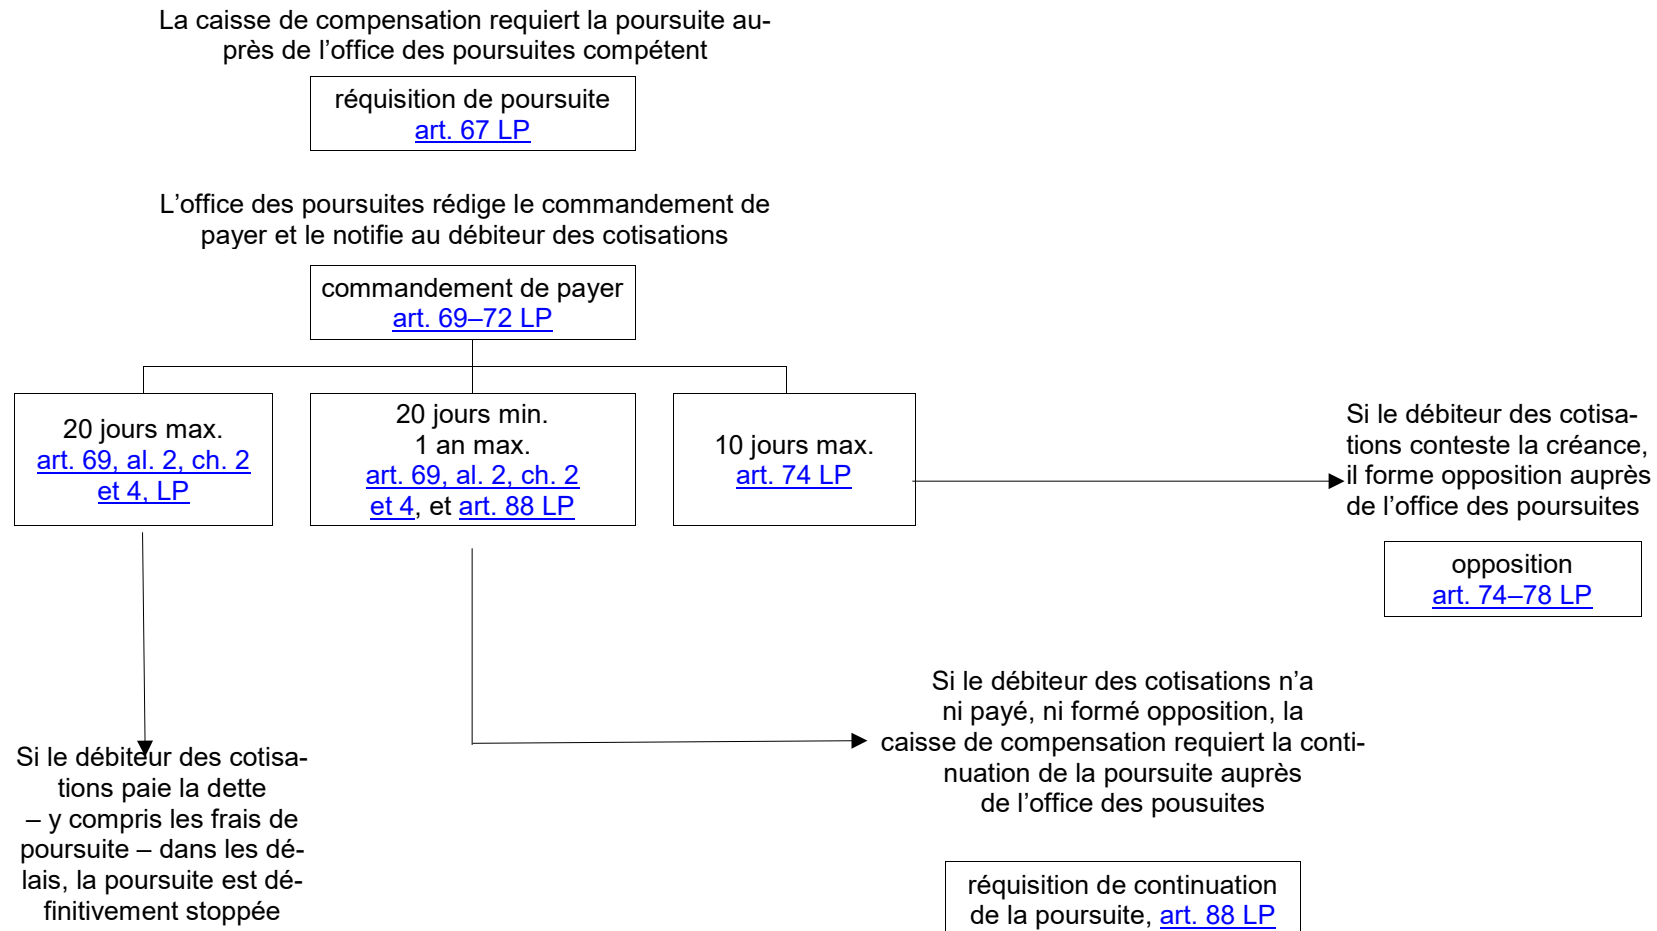 La caisse de compensation requiert la poursuite au-
près de l’office des poursuites compétent
réquisition de poursuite
art. 67 LP
L’office des poursuites rédige le commandement de
payer et le notifie au débiteur des cotisations
commandement de payer
art. 69–72 LP
20 jours max.
art. 69, al. 2, ch. 2
et 4, LP
20 jours min.
1 an max.
art. 69, al. 2, ch. 2
et 4, et art. 88 LP
10 jours max.
art. 74 LP
Si le débiteur des cotisa-
tions conteste la créance,
il forme opposition auprès
de l’office des poursuites
opposition
art. 74–78 LP
Si le débiteur des cotisations n’a
ni payé, ni formé opposition, la
caisse de compensation requiert la conti-
nuation de la poursuite auprès
de l’office des pousuites
Si le débiteur des cotisa-
tions paie la dette
– y compris les frais de
poursuite – dans les dé-
lais, la poursuite est dé-
finitivement stoppée
réquisition de continuation
de la poursuite, art. 88 LP